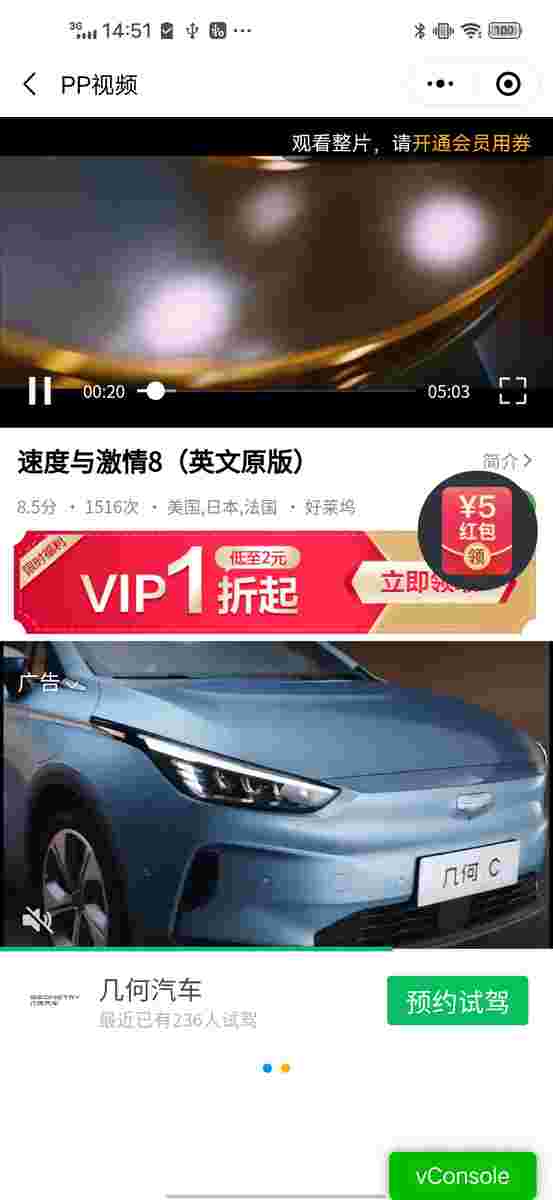 3G 14:51 100
PP视频
观看整片，请开通会员用券
00:20 05:03
速度与激情8（英文原版）
简介
8.5分 · 1516次 · 美国,日本,法国 · 好莱坞
¥5
红包
领
限时福利
VIP1折起
低至2元
立即领
广告
几何 C
GEOMETRY
几何汽车
几何汽车
最近已有236人试驾
预约试驾
vConsole